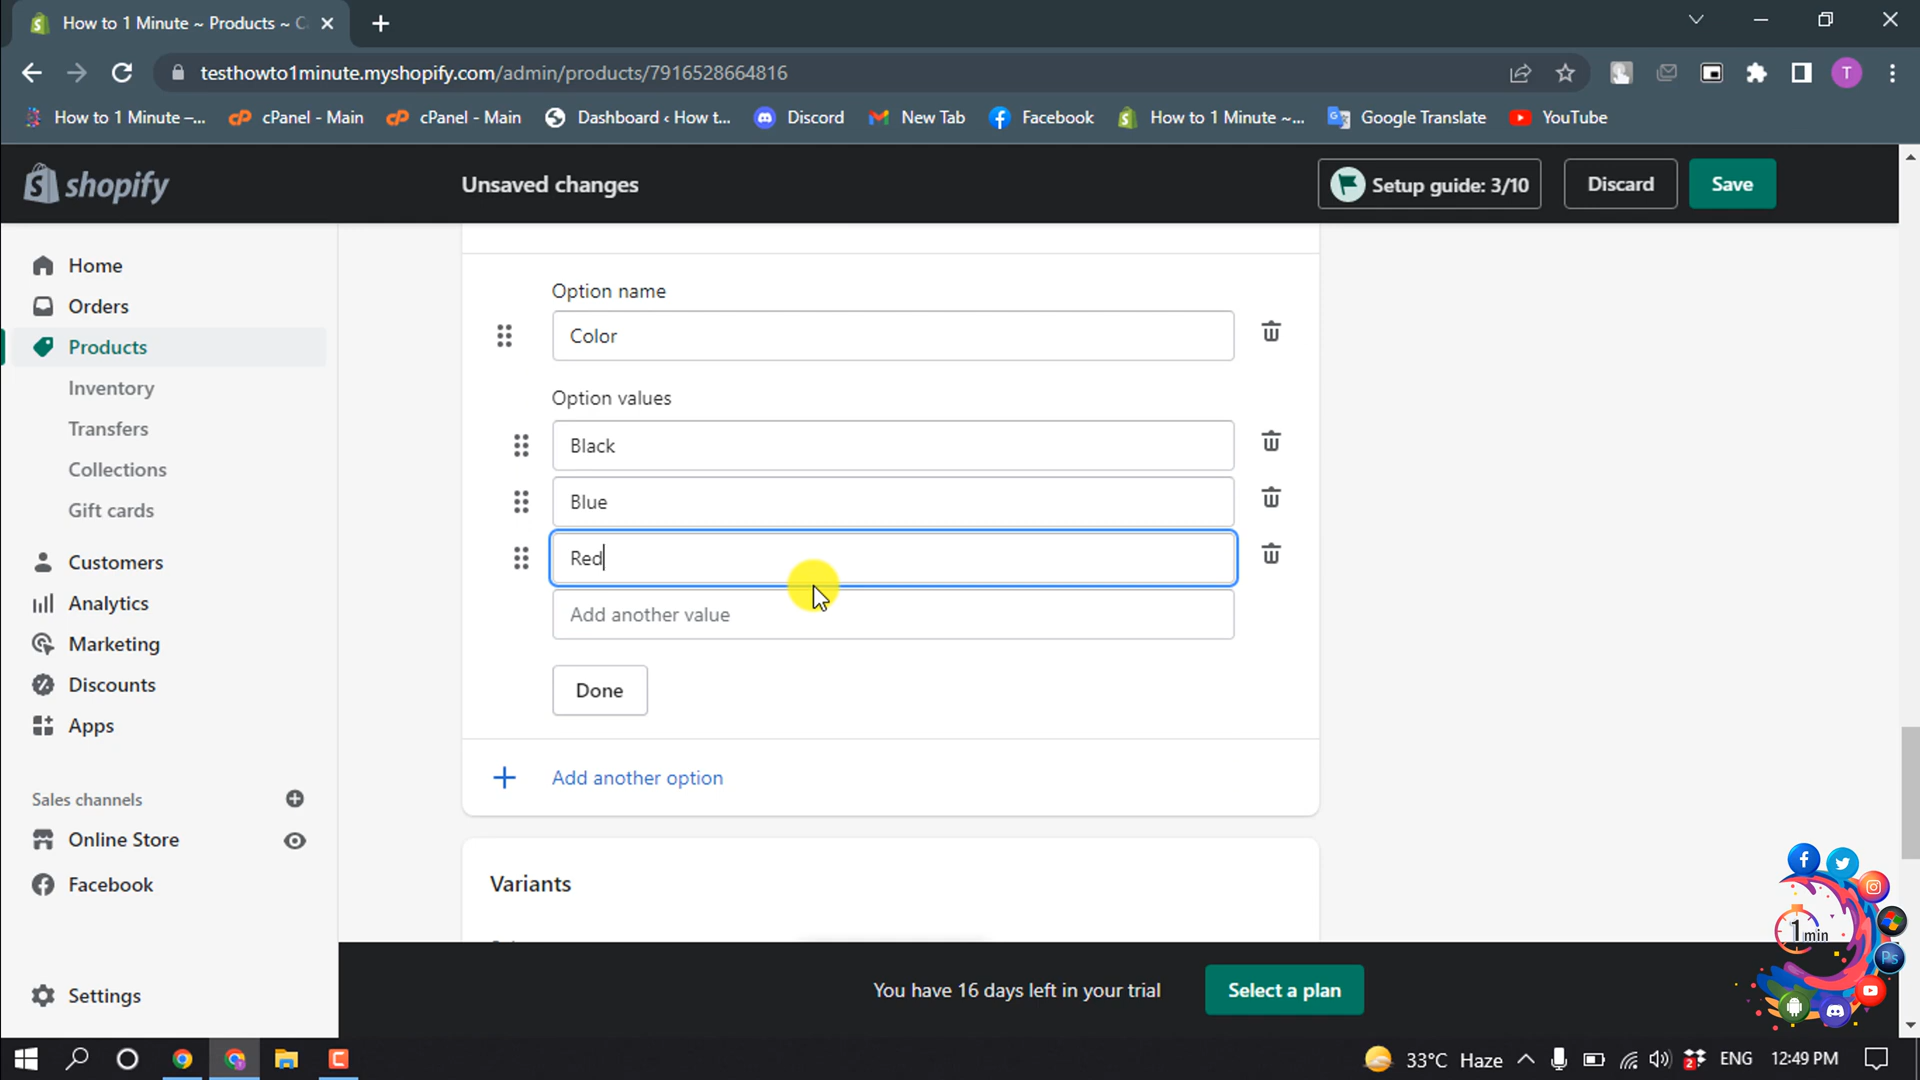 How to 1 Minute ~ Products ~ C
testhowto1minute.myshopify.com/admin/products/7916528664816
T
How to 1 Minute –...
cPanel - Main
cPanel - Main
Dashboard ‹ How t...
Discord
New Tab
Facebook
How to 1 Minute ~...
Google Translate
YouTube
shopify
Unsaved changes
Setup guide: 3/10
Discard
Save
Home
Orders
Products
Inventory
Transfers
Collections
Gift cards
Customers
Analytics
Marketing
Discounts
Apps
Sales channels
Online Store
Facebook
Settings
Option name
Color
Option values
Black
Blue
Red
Add another value
Done
Add another option
Variants
You have 16 days left in your trial
Select a plan
1 min
Ps
33°C Haze
2
ENG
12:49 PM